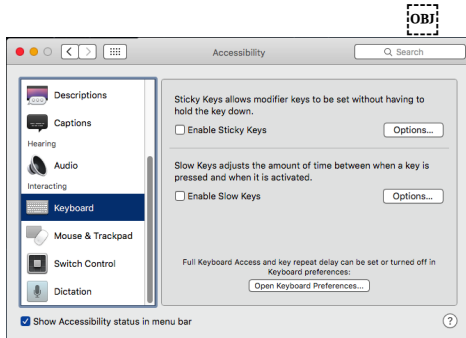 OBJ
Accessibility
Search
Descriptions
Captions
Hearing
Audio
Interacting
Keyboard
Mouse & Trackpad
Switch Control
Dictation
Sticky Keys allows modifier keys to be set without having to
hold the key down.
Enable Sticky Keys
Options...
Slow Keys adjusts the amount of time between when a key is
pressed and when it is activated.
Enable Slow Keys
Options...
Full Keyboard Access and key repeat delay can be set or turned off in
Keyboard preferences:
Open Keyboard Preferences...
Show Accessibility status in menu bar
?